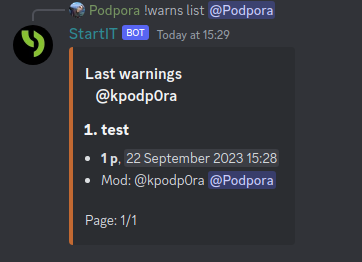 Podpora !warns list @Podpora
StartIT BOT Today at 15:29
Last warnings
@kpodp0ra
1. test
• 1 p, 22 September 2023 15:28
• Mod: @kpodp0ra @Podpora
Page: 1/1